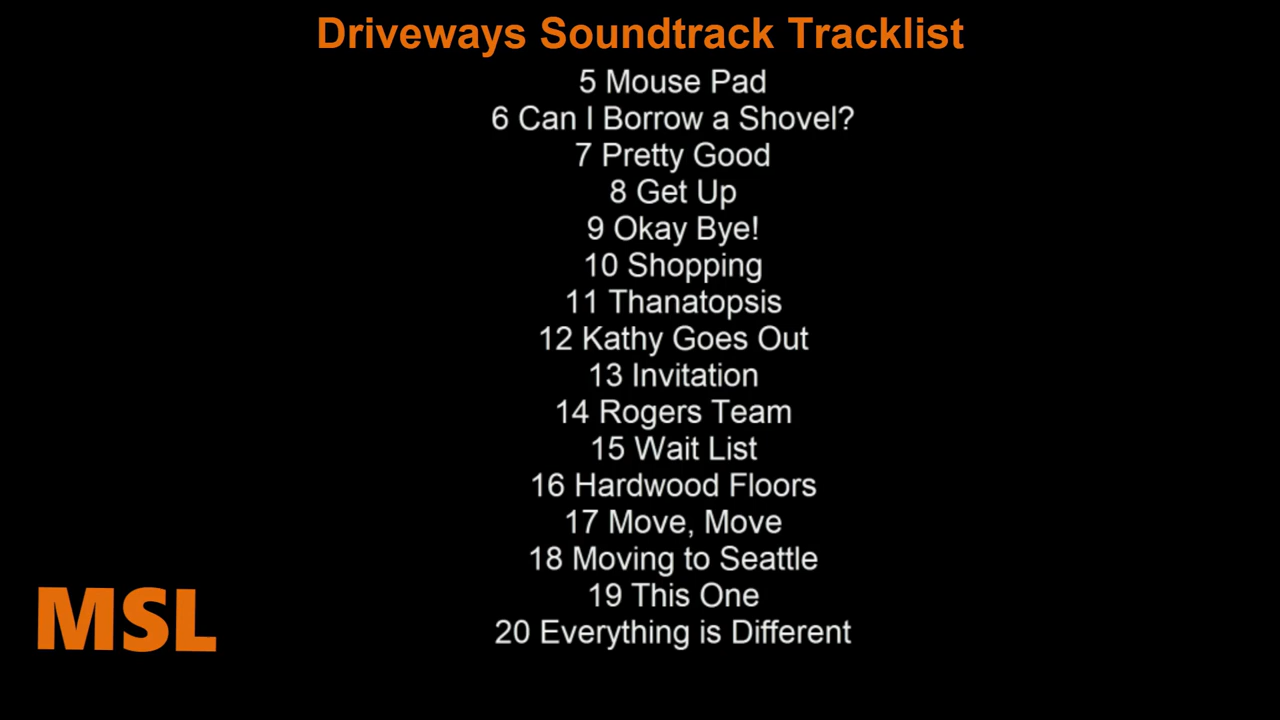 Driveways Soundtrack Tracklist
5 Mouse Pad
6 Can I Borrow a Shovel?
7 Pretty Good
8 Get Up
9 Okay Bye!
10 Shopping
11 Thanatopsis
12 Kathy Goes Out
13 Invitation
14 Rogers Team
15 Wait List
16 Hardwood Floors
17 Move, Move
18 Moving to Seattle
19 This One
20 Everything is Different
MSL